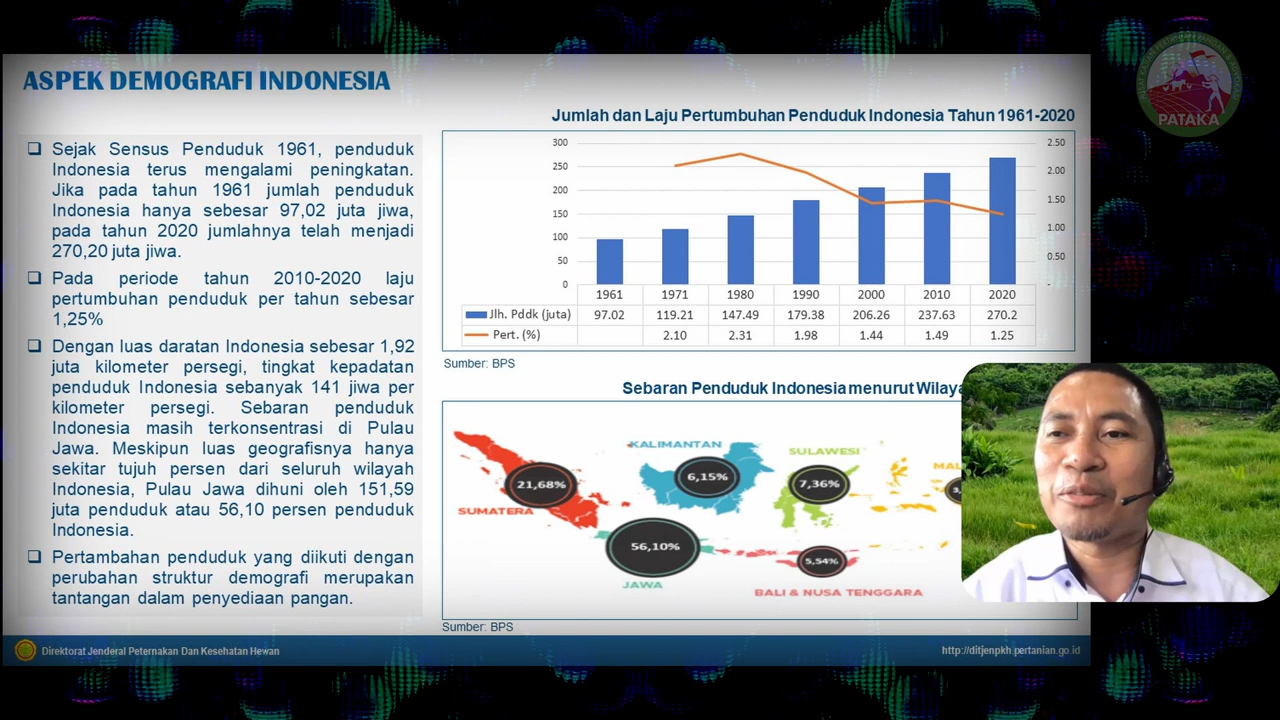 ASPEK DEMOGRAFI INDONESIA
❑ Sejak Sensus Penduduk 1961, penduduk
Indonesia terus mengalami peningkatan.
Jika pada tahun 1961 jumlah penduduk
Indonesia hanya sebesar 97,02 juta jiwa,
pada tahun 2020 jumlahnya telah menjadi
270,20 juta jiwa.
❑ Pada periode tahun 2010-2020 laju
pertumbuhan penduduk per tahun sebesar
1,25%
❑ Dengan luas daratan Indonesia sebesar 1,92
juta kilometer persegi, tingkat kepadatan
penduduk Indonesia sebanyak 141 jiwa per
kilometer persegi. Sebaran penduduk
Indonesia masih terkonsentrasi di Pulau
Jawa. Meskipun luas geografisnya hanya
sekitar tujuh persen dari seluruh wilayah
Indonesia, Pulau Jawa dihuni oleh 151,59
juta penduduk atau 56,10 persen penduduk
Indonesia.
❑ Pertambahan penduduk yang diikuti dengan
perubahan struktur demografi merupakan
tantangan dalam penyediaan pangan.
Jumlah dan Laju Pertumbuhan Penduduk Indonesia Tahun 1961-2020
300 2.50
250 2.00
200 1.50
150 1.00
100 0.50
50
0 -
1961 1971 1980 1990 2000 2010 2020
Jlh. Pddk (juta) 97.02 119.21 147.49 179.38 206.26 237.63 270.2
Pert. (%) 2.10 2.31 1.98 1.44 1.49 1.25
Sumber: BPS
Sebaran Penduduk Indonesia menurut
KALIMANTAN
SULAWESI
21,68%
6,15%
7,36%
SUMATERA
56,10%
5,54%
JAWA
BALI & NUSA TENGGARA
Sumber: BPS
Direktorat Jenderal Peternakan Dan Kesehatan Hewan
http://ditjenpkh.pertanian.go.id
PATAKA